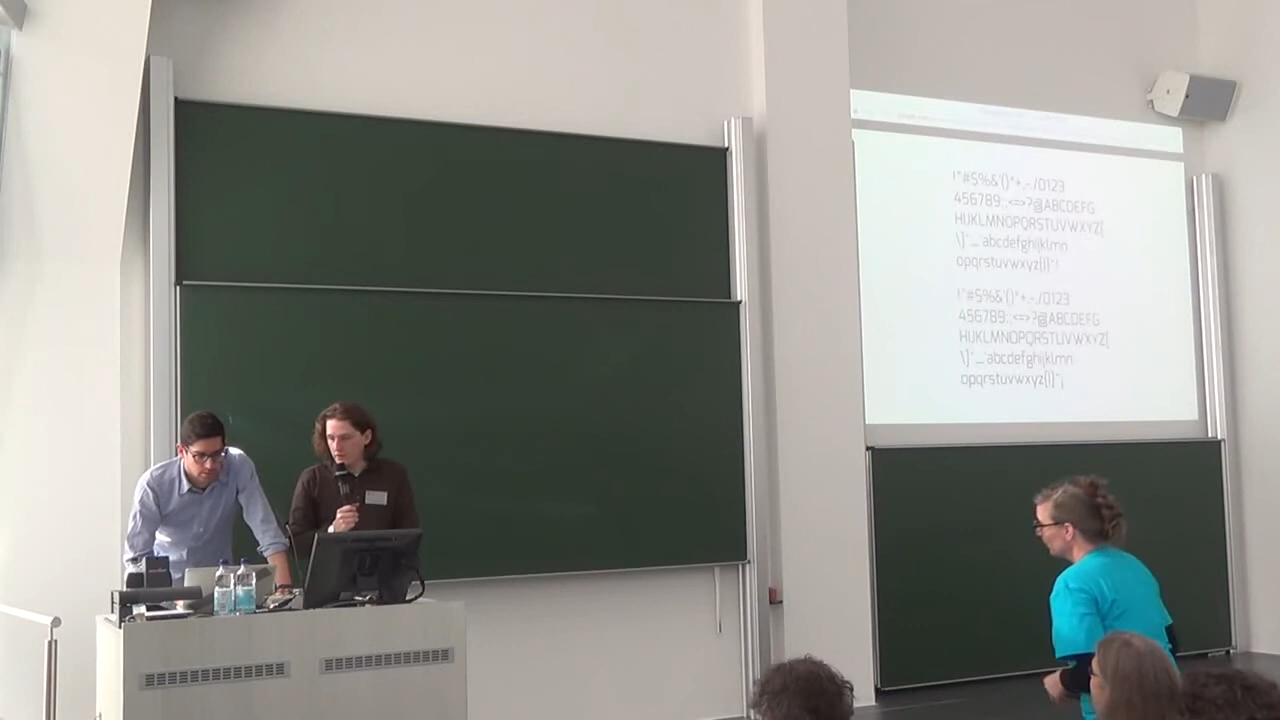 !"#$%&'()*+,-./0123
456789:;<=>?@ABCDEFG
HIJKLMNOPQRSTUVWXYZ[
\]^_`abcdefghijklmn
opqrstuvwxyz{|}~!
!"#$%&'()*+,-./0123
456789:;<=>?@ABCDEFG
HIJKLMNOPQRSTUVWXYZ[
\]^_`abcdefghijklmn
opqrstuvwxyz{|}~¡